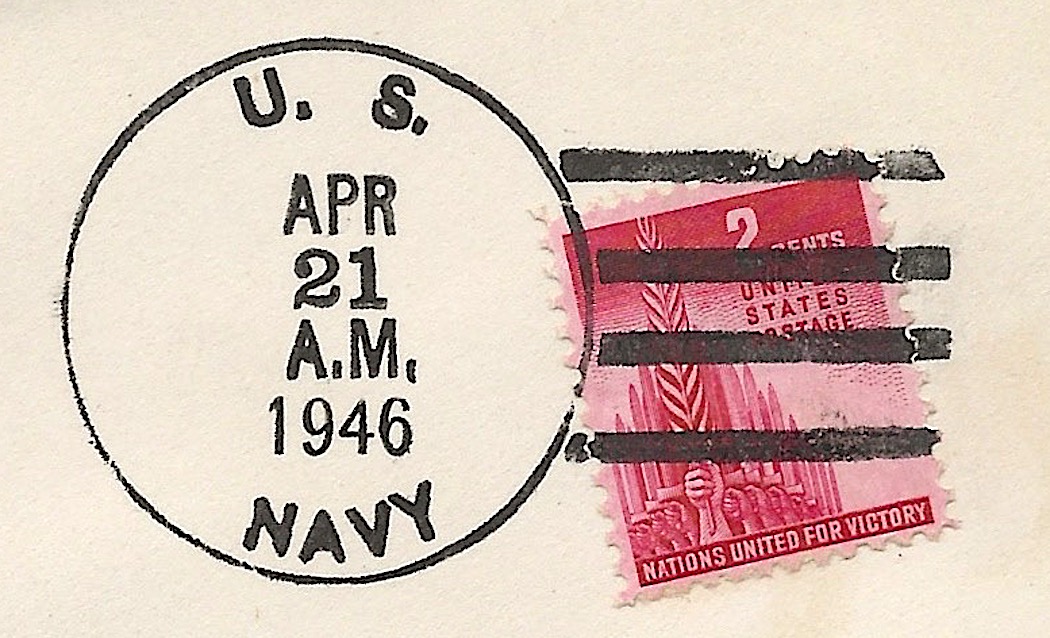 U. S.
APR
21
A.M.
1946
NAVY
2
CENTS
UNITED
STATES
POSTAGE
NATIONS UNITED FOR VICTORY